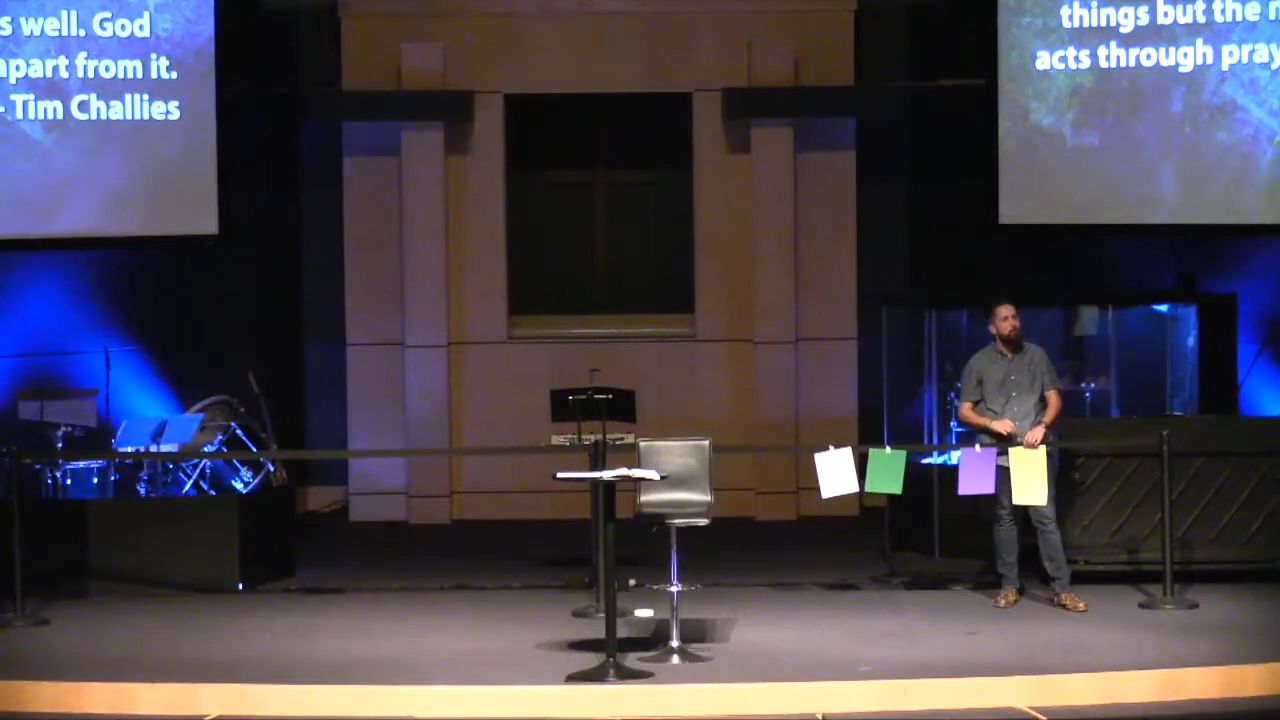 s well. God
apart from it.
- Tim Challies
things but the
acts through pray